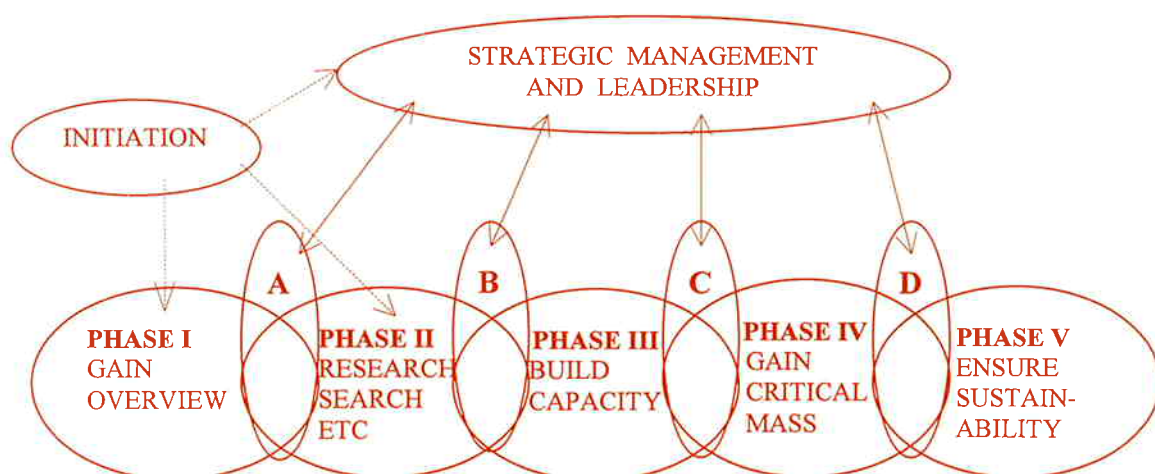 STRATEGIC MANAGEMENT
AND LEADERSHIP
INITIATION
A
B
C
D
PHASE I
GAIN
OVERVIEW
PHASE II
RESEARCH
SEARCH
ETC
PHASE III
BUILD
CAPACITY
PHASE IV
GAIN
CRITICAL
MASS
PHASE V
ENSURE
SUSTAIN-
ABILITY